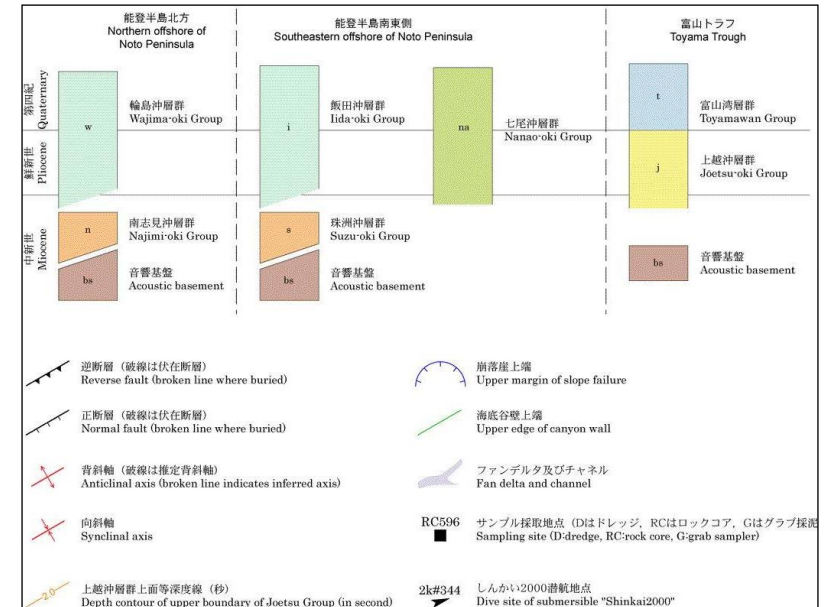 能登半島北方
Northern offshore of
Noto Peninsula
能登半島南東側
Southeastern offshore of Noto Peninsula
富山トラフ
Toyama Trough
第四紀
Quaternary
鮮新世
Pliocene
中新世
Miocene
w
輪島沖層群
Wajima-oki Group
i
飯田沖層群
Iida-oki Group
na
七尾沖層群
Nanao-oki Group
t
富山湾層群
Toyamawan Group
j
上越沖層群
Joetsu-oki Group
n
南志見沖層群
Najimi-oki Group
s
珠洲沖層群
Suzu-oki Group
bs
音響基盤
Acoustic basement
bs
音響基盤
Acoustic basement
bs
音響基盤
Acoustic basement
逆断層（破線は伏在断層）
Reverse fault (broken line where buried)
崩落崖上端
Upper margin of slope failure
正断層（破線は伏在断層）
Normal fault (broken line where buried)
海底谷壁上端
Upper edge of canyon wall
背斜軸（破線は推定背斜軸）
Anticlinal axis (broken line indicates inferred axis)
ファンデルタ及びチャネル
Fan delta and channel
向斜軸
Synclinal axis
RC596
サンプル採取地点（Dはドレッジ，RCはロックコア，Gはグラブ採泥
Sampling site (D:dredge, RC:rock core, G:grab sampler)
2.0
上越沖層群上面等深度線（秒）
Depth contour of upper boundary of Joetsu Group (in second)
2k#344
しんかい2000潜航地点
Dive site of submersible "Shinkai2000"